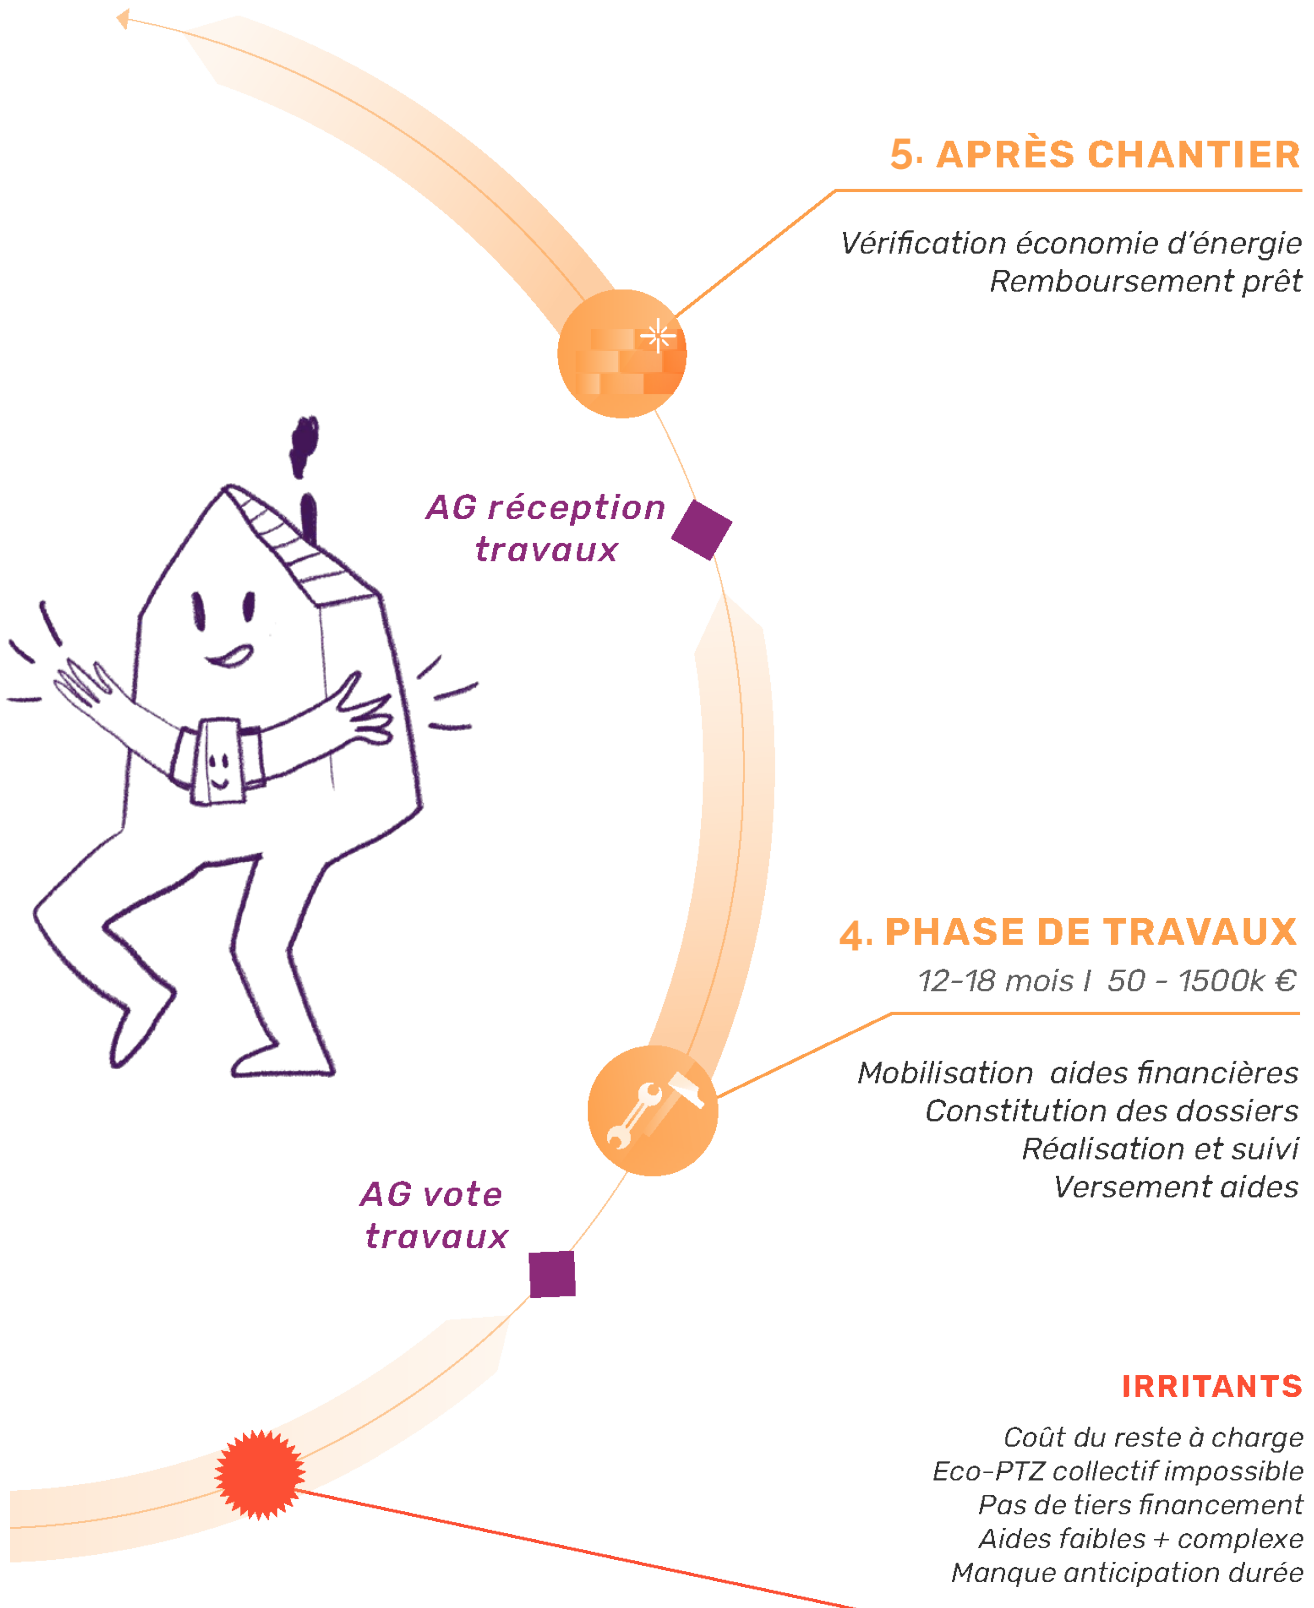 5. APRÈS CHANTIER
Vérification économie d'énergie
Remboursement prêt
AG réception
travaux
4. PHASE DE TRAVAUX
12-18 mois I 50 - 1500k €
Mobilisation aides financières
Constitution des dossiers
Réalisation et suivi
Versement aides
AG vote
travaux
IRRITANTS
Coût du reste à charge
Eco-PTZ collectif impossible
Pas de tiers financement
Aides faibles + complexe
Manque anticipation durée